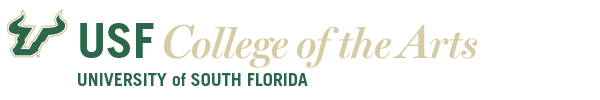 USF College of the Arts
UNIVERSITY of SOUTH FLORIDA